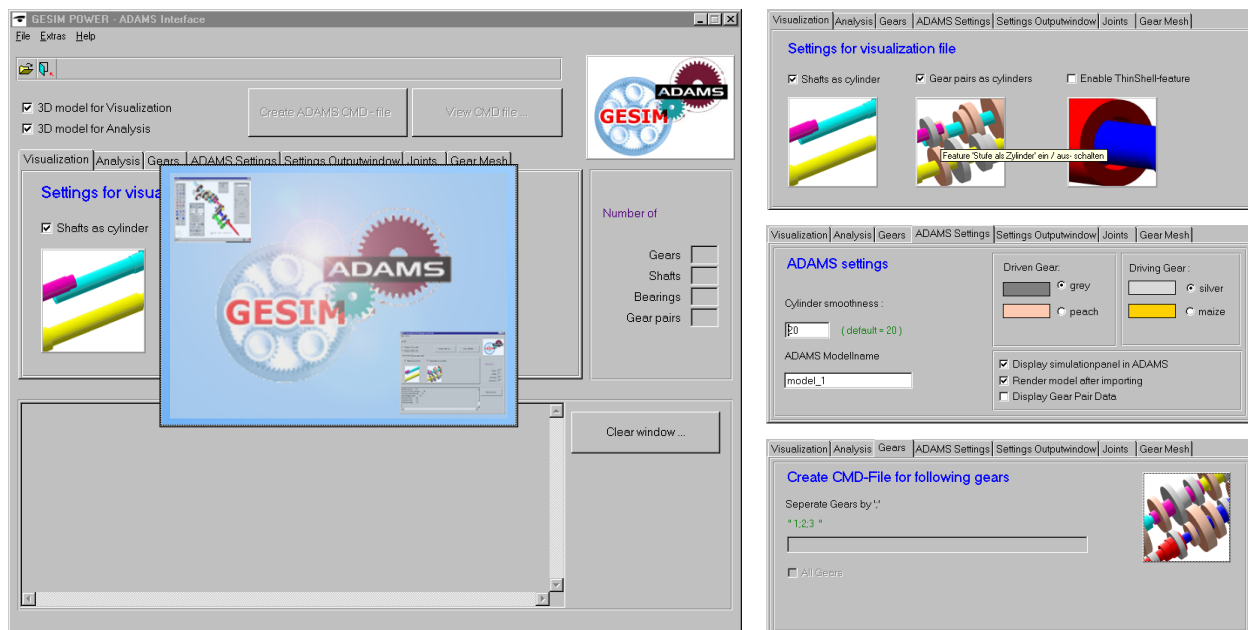 GESIM POWER - ADAMS Interface
File Extras Help
3D model for Visualization
3D model for Analysis
Create ADAMS CMD - file
View CMD file ...
GESIM
ADAMS
Visualization Analysis Gears ADAMS Settings Settings Outputwindow Joints Gear Mesh
Settings for visua
Shafts as cylinder
ADAMS
GESIM
Number of
Gears
Shafts
Bearings
Gear pairs
Clear window ...
Visualization Analysis Gears ADAMS Settings Settings Outputwindow Joints Gear Mesh
Settings for visualization file
Shafts as cylinder
Gear pairs as cylinders
Enable ThinShell-feature
Feature 'Stufe als Zylinder' ein / aus- schalten
Visualization Analysis Gears ADAMS Settings Settings Outputwindow Joints Gear Mesh
ADAMS settings
Cylinder smoothness :
20
( default = 20 )
ADAMS Modellname
model_1
Driven Gear:
grey
peach
Driving Gear :
silver
maize
Display simulationpanel in ADAMS
Render model after importing
Display Gear Pair Data
Visualization Analysis Gears ADAMS Settings Settings Outputwindow Joints Gear Mesh
Create CMD-File for following gears
Seperate Gears by ';'
" 1;2;3 "
All Gears